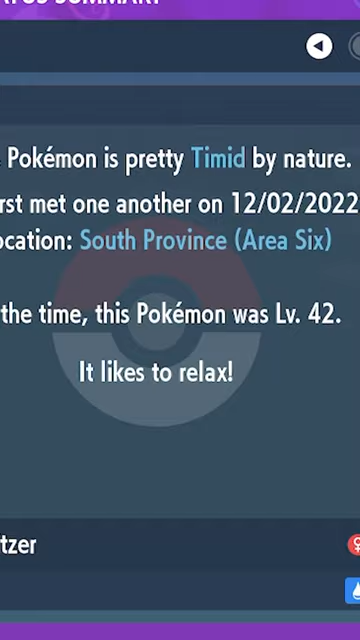 Pokémon is pretty Timid by nature.
rst met one another on 12/02/2022
ocation: South Province (Area Six)
the time, this Pokémon was Lv. 42.
It likes to relax!
tzer